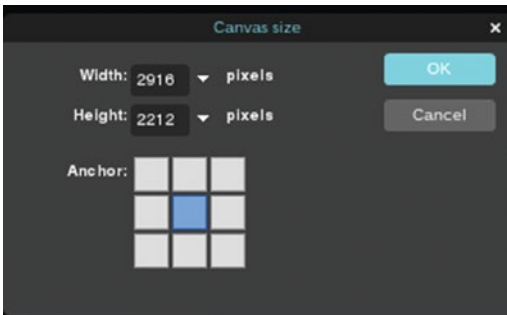 Canvas size
Width: 2916 pixels
OK
Height: 2212 pixels
Cancel
Anchor: